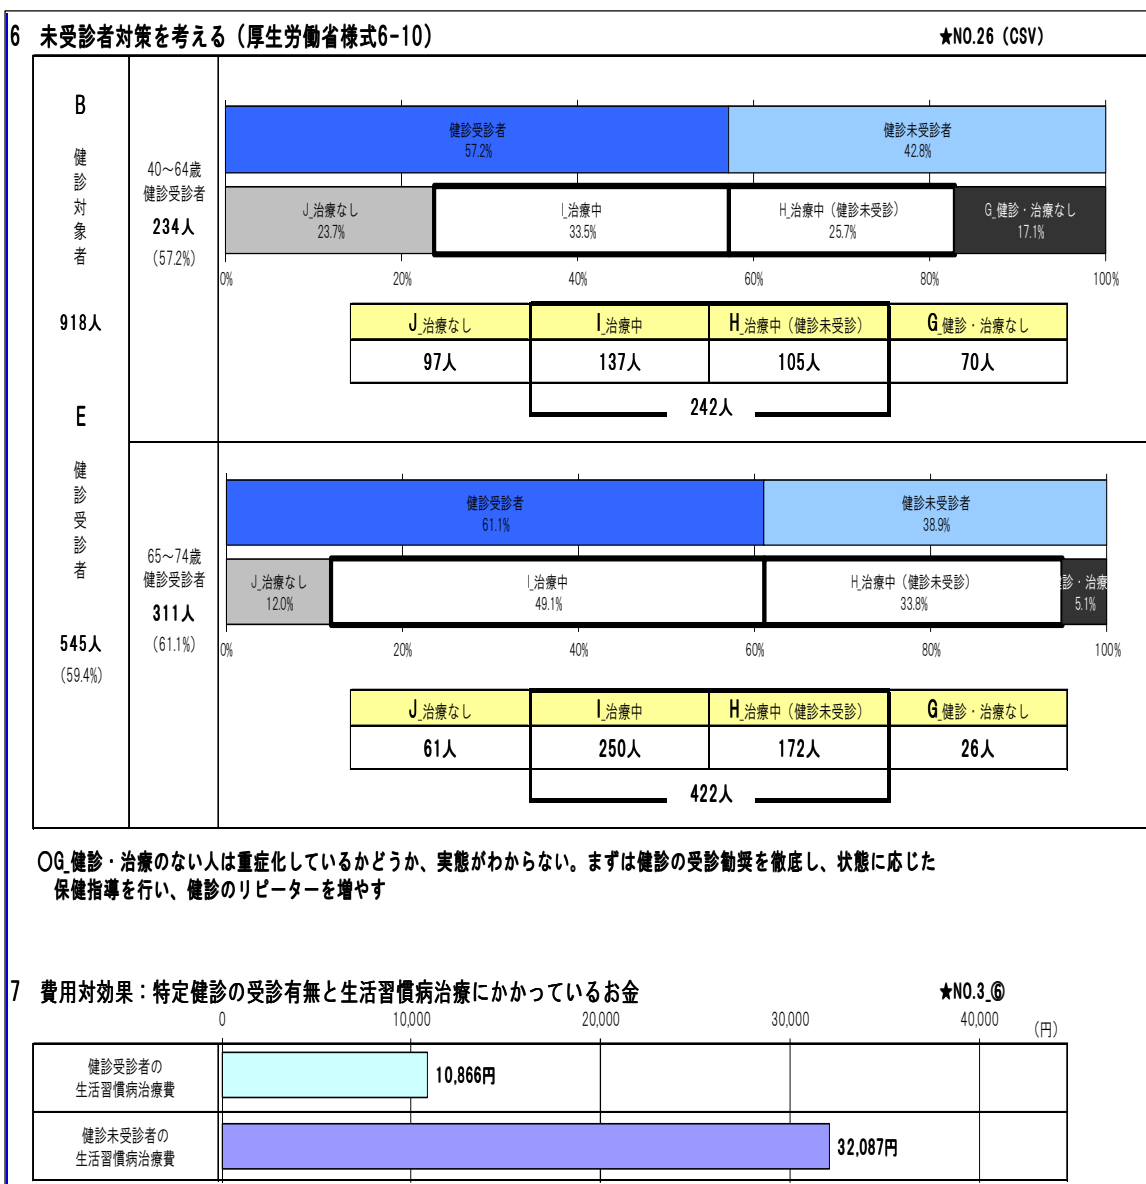 6 未受診者対策を考える（厚生労働省様式6-10）
★NO.26（CSV）
B
健診対象者
918人
E
健診受診者
545人
(59.4%)
40～64歳
健診受診者
234人
(57.2%)
健診受診者
57.2%
健診未受診者
42.8%
J_治療なし
23.7%
I_治療中
33.5%
H_治療中（健診未受診）
25.7%
G_健診・治療なし
17.1%
0% 20% 40% 60% 80% 100%
J_治療なし I_治療中 H_治療中（健診未受診） G_健診・治療なし
97人 137人 105人 70人
242人
65～74歳
健診受診者
311人
(61.1%)
健診受診者
61.1%
健診未受診者
38.9%
J_治療なし
12.0%
I_治療中
49.1%
H_治療中（健診未受診）
33.8%
診・治療
5.1%
0% 20% 40% 60% 80% 100%
J_治療なし I_治療中 H_治療中（健診未受診） G_健診・治療なし
61人 250人 172人 26人
422人
○G_健診・治療のない人は重症化しているかどうか、実態がわからない。まずは健診の受診勧奨を徹底し、状態に応じた
保健指導を行い、健診のリピーターを増やす
7 費用対効果：特定健診の受診有無と生活習慣病治療にかかっているお金
★NO.3_⑥
0 10,000 20,000 30,000 40,000 (円)
健診受診者の
生活習慣病治療費
10,866円
健診未受診者の
生活習慣病治療費
32,087円